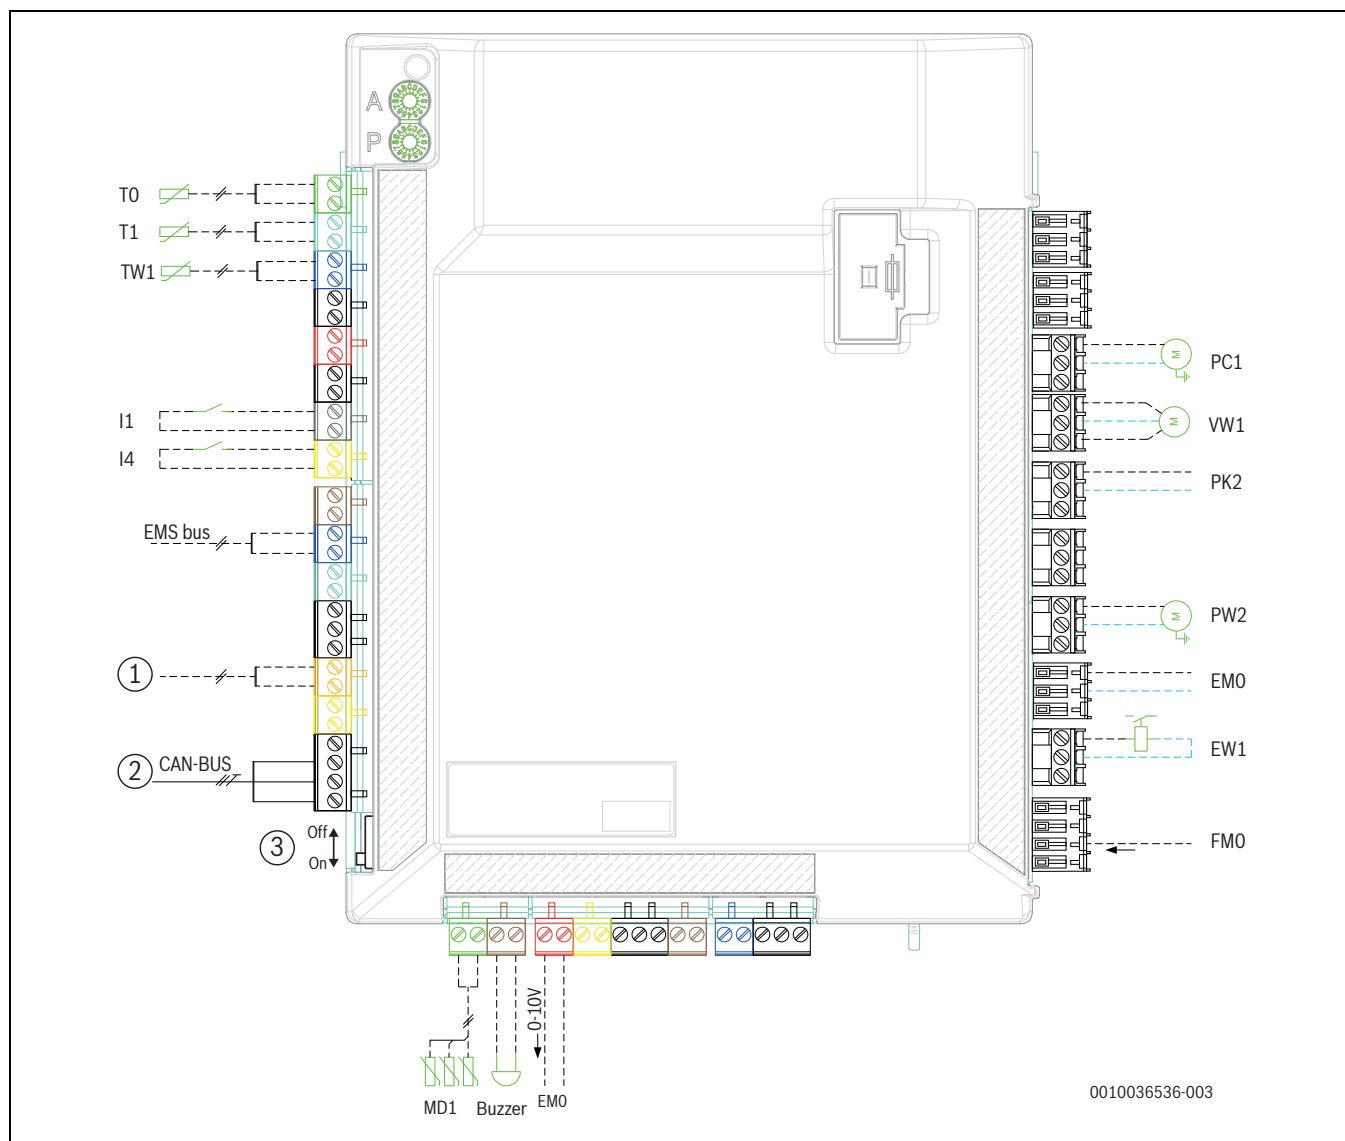 A
P
T0
T1
TW1
I1
I4
EMS bus
1
2 CAN-BUS
3 Off
On
PC1
M
VW1
M
PK2
PW2
M
EM0
EW1
FM0
0-10V
MD1
Buzzer
EM0
0010036536-003